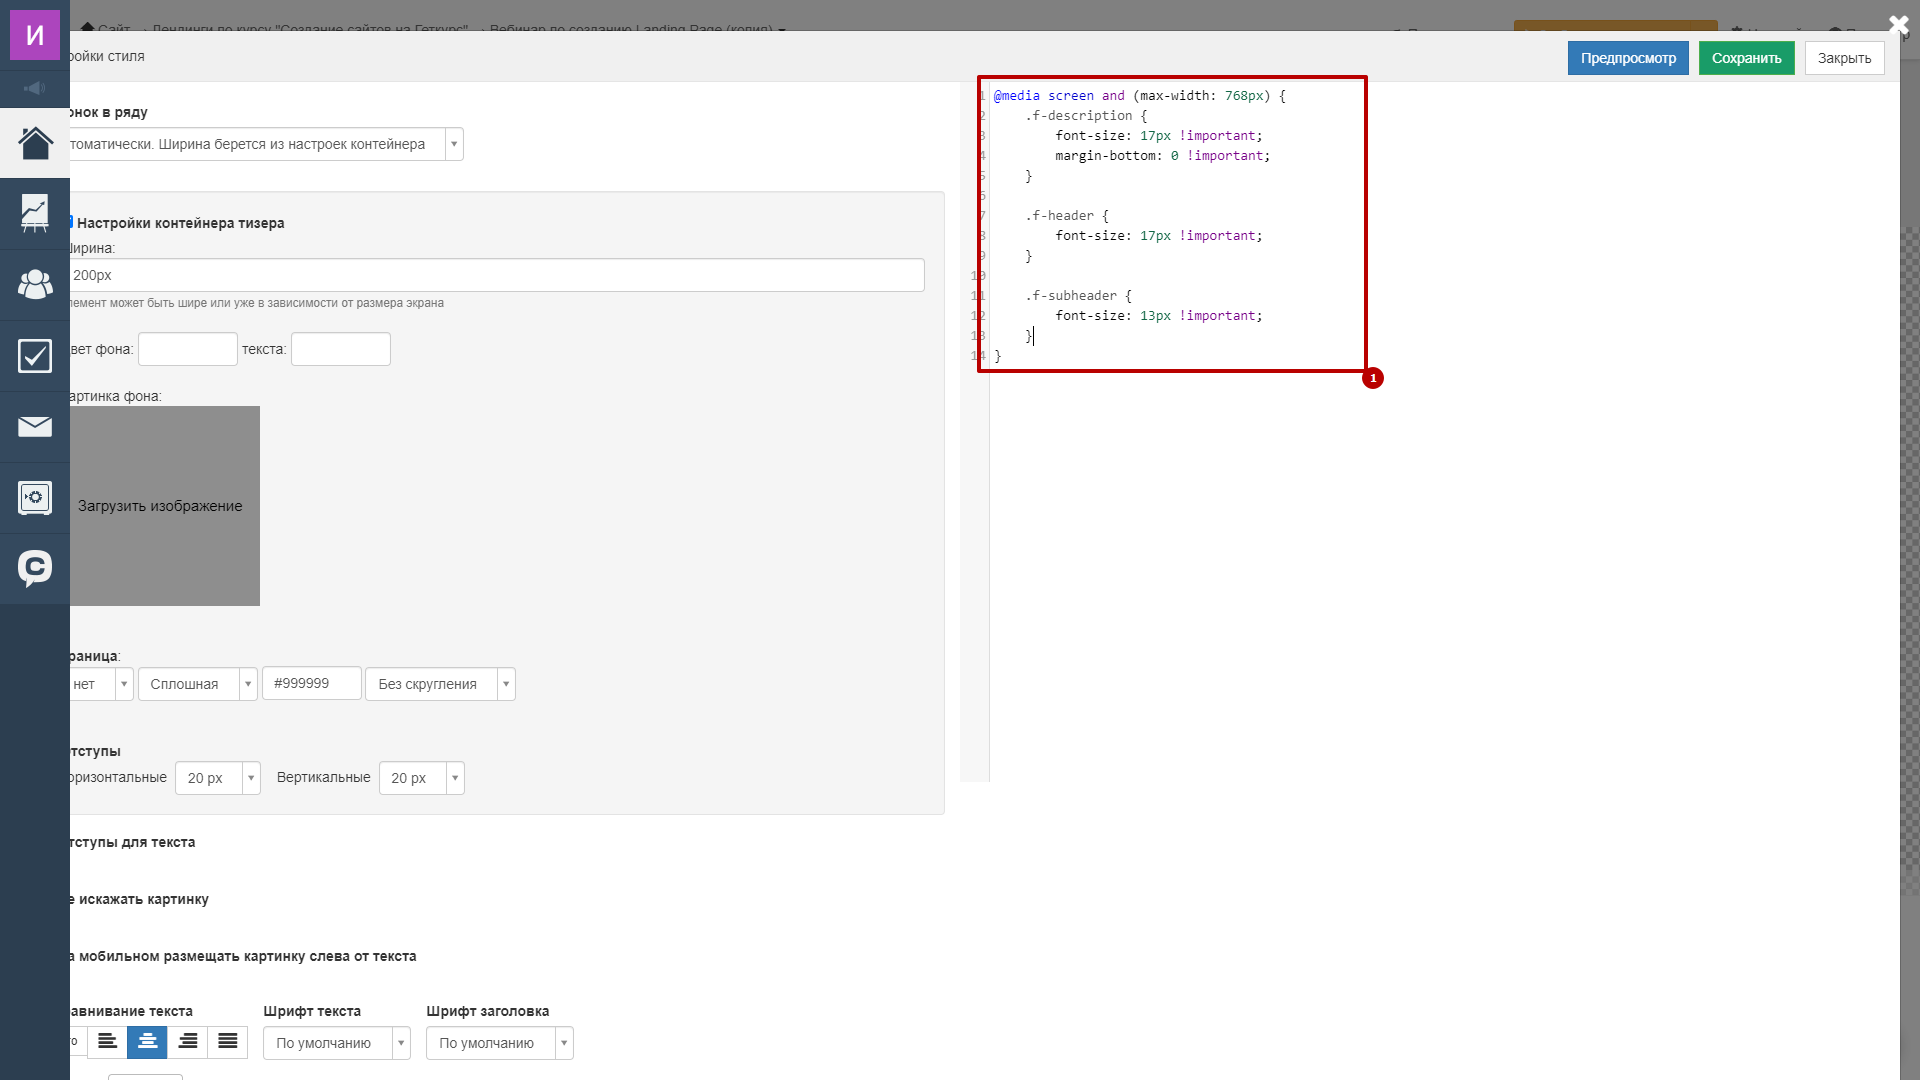 И
Сайт → Лендинги по курсу "Создание сайтов на Геткурс" → Вебинар по созданию Landing Page (копия)
ройки стиля
Предпросмотр
Сохранить
Закрыть
онок в ряду
томатически. Ширина берется из настроек контейнера
Настройки контейнера тизера
Ширина:
200px
лемент может быть шире или уже в зависимости от размера экрана
вет фона:
текста:
артинка фона:
Загрузить изображение
раница:
нет
Сплошная
#999999
Без скругления
тступы
оризонтальные
20 px
Вертикальные
20 px
тступы для текста
е искажать картинку
а мобильном размещать картинку слева от текста
авнивание текста
Шрифт текста
Шрифт заголовка
то
По умолчанию
По умолчанию
1 @media screen and (max-width: 768px) {
2 .f-description {
3 font-size: 17px !important;
4 margin-bottom: 0 !important;
5 }
6
7 .f-header {
8 font-size: 17px !important;
9 }
10
11 .f-subheader {
12 font-size: 13px !important;
13 }
14 }
1